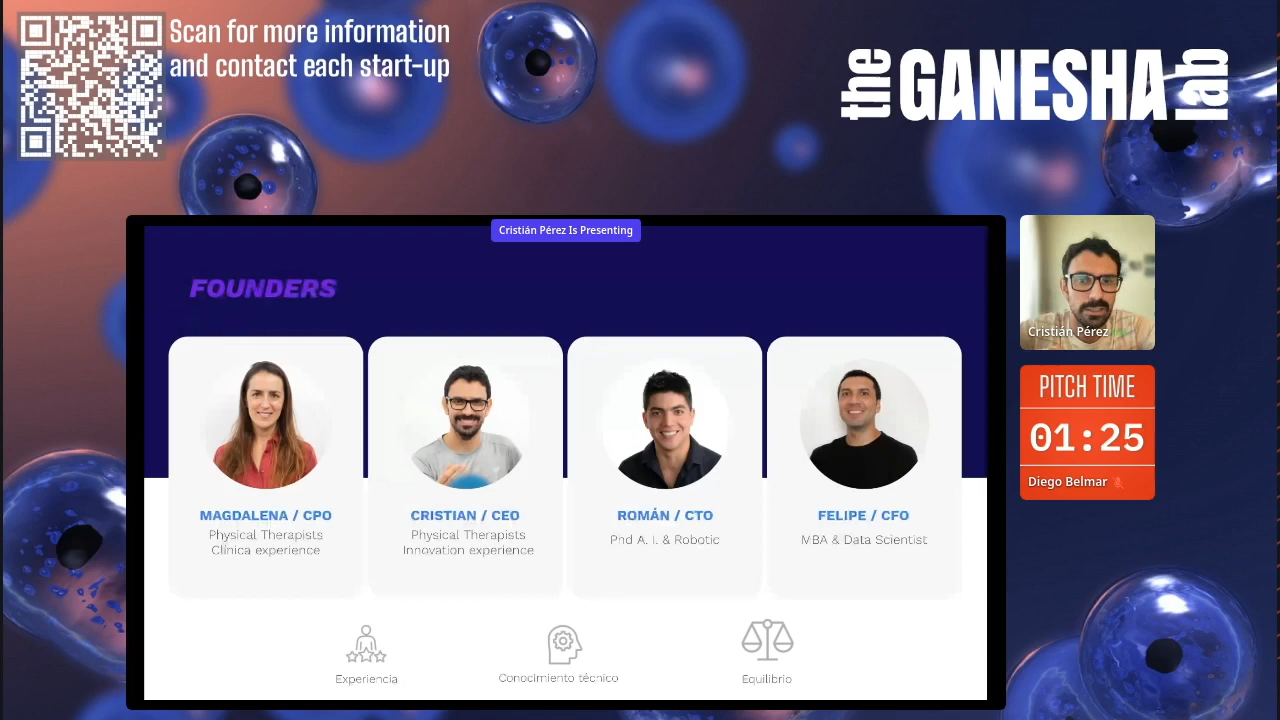 Scan for more information
and contact each start-up
the GANESHA lab
Cristián Pérez Is Presenting
FOUNDERS
MAGDALENA / CPO
Physical Therapists
Clínica experience
CRISTIAN / CEO
Physical Therapists
Innovation experience
ROMÁN / CTO
Pnd A. I. & Robotic
FELIPE / CFO
MBA & Data Scientist
Experiencia
Conocimiento técnico
Equilibrio
Cristián Pérez
PITCH TIME
01:25
Diego Belmar